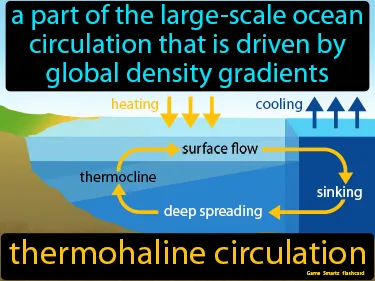 a part of the large-scale ocean
circulation that is driven by
global density gradients
heating
cooling
surface flow
thermocline
sinking
deep spreading
thermohaline circulation
Game Smartz flashcard